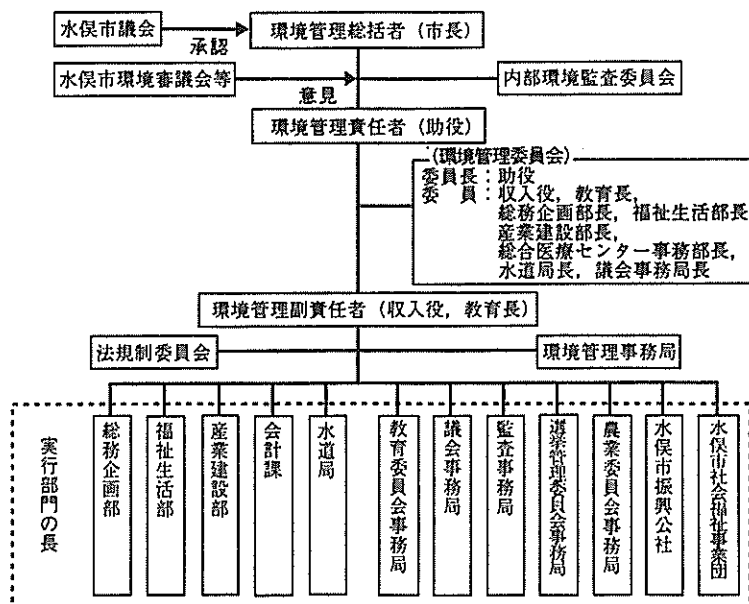 水俣市議会
承認
環境管理総括者（市長）
水俣市環境審議会等
意見
内部環境監査委員会
環境管理責任者（助役）
（環境管理委員会）
委員長：助役
委　員：収入役，教育長，
総務企画部長，福祉生活部長
産業建設部長，
総合医療センター事務部長，
水道局長，議会事務局長
環境管理副責任者（収入役，教育長）
法規制委員会
環境管理事務局
実行部門の長
総務企画部
福祉生活部
産業建設部
会計課
水道局
教育委員会事務局
議会事務局
監査事務局
選挙管理委員会事務局
農業委員会事務局
水俣市振興公社
水俣市社会福祉事業団